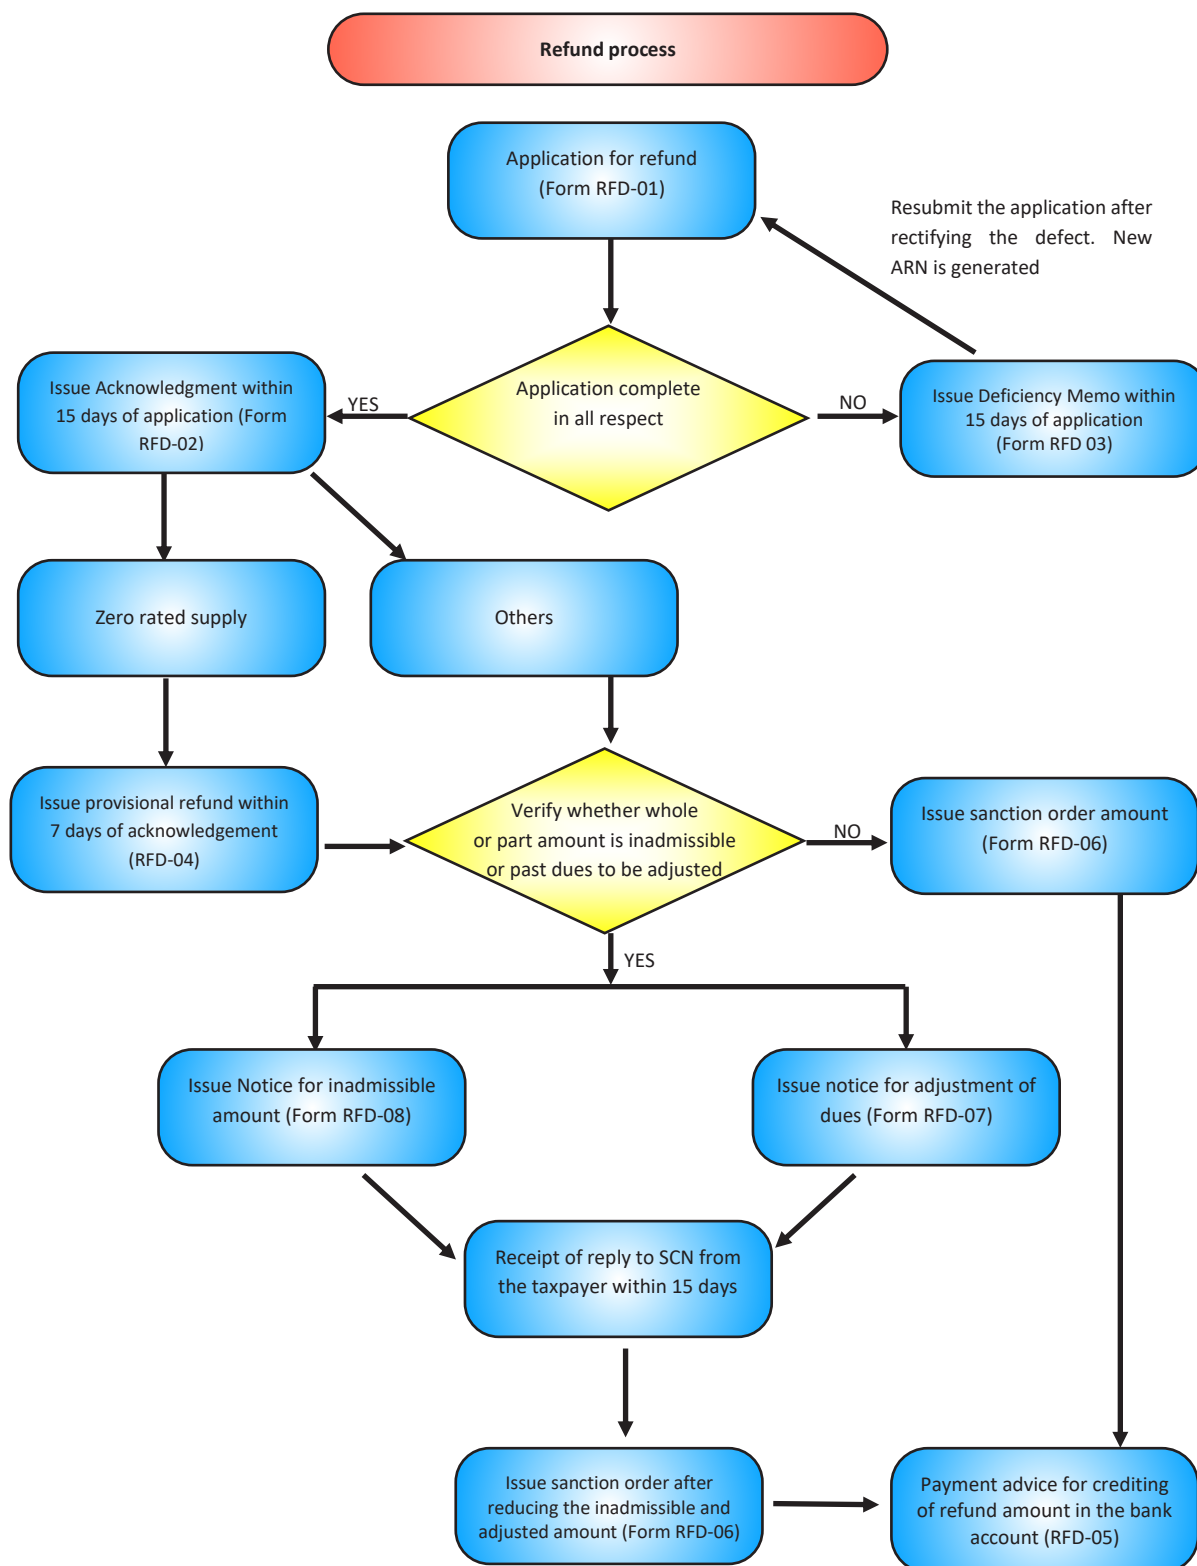 Refund process
Application for refund
(Form RFD-01)
Resubmit the application after
rectifying the defect. New
ARN is generated
Issue Acknowledgment within
15 days of application (Form
RFD-02)
YES
Application complete
in all respect
NO
Issue Deficiency Memo within
15 days of application
(Form RFD 03)
Zero rated supply
Others
Issue provisional refund within
7 days of acknowledgement
(RFD-04)
Verify whether whole
or part amount is inadmissible
or past dues to be adjusted
NO
Issue sanction order amount
(Form RFD-06)
YES
Issue Notice for inadmissible
amount (Form RFD-08)
Issue notice for adjustment of
dues (Form RFD-07)
Receipt of reply to SCN from
the taxpayer within 15 days
Issue sanction order after
reducing the inadmissible and
adjusted amount (Form RFD-06)
Payment advice for crediting
of refund amount in the bank
account (RFD-05)